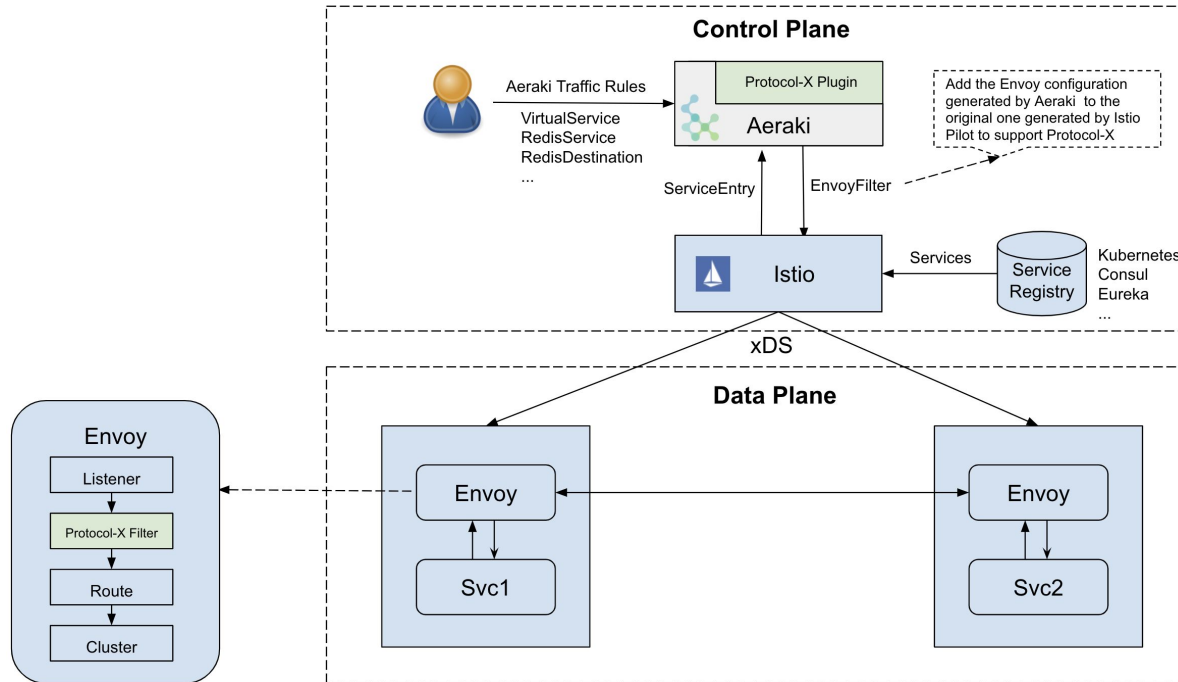 Control Plane
Aeraki Traffic Rules
VirtualService
RedisService
RedisDestination
...
Protocol-X Plugin
Aeraki
Add the Envoy configuration
generated by Aeraki to the
original one generated by Istio
Pilot to support Protocol-X
ServiceEntry
EnvoyFilter
Istio
Services
Service
Registry
Kubernetes
Consul
Eureka
...
xDS
Data Plane
Envoy
Listener
Protocol-X Filter
Route
Cluster
Envoy
Svc1
Envoy
Svc2